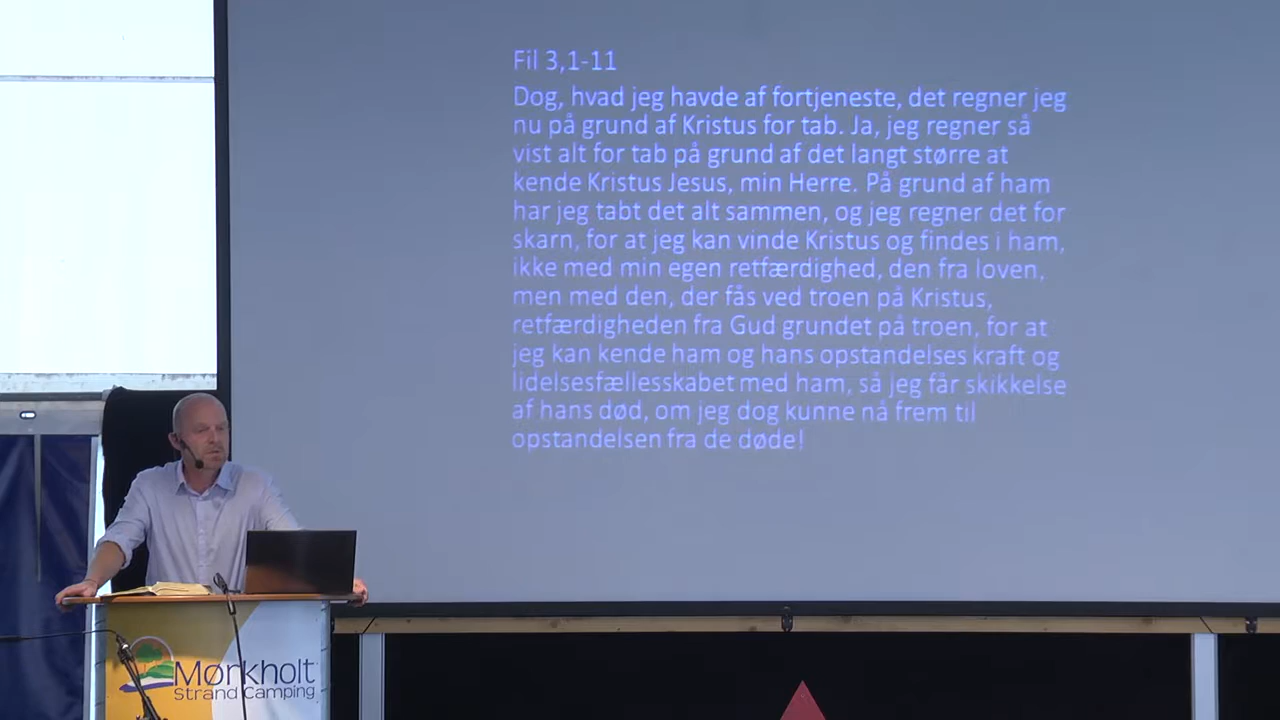 Fil 3,1-11
Dog, hvad jeg havde af fortjeneste, det regner jeg
nu på grund af Kristus for tab. Ja, jeg regner så
vist alt for tab på grund af det langt større at
kende Kristus Jesus, min Herre. På grund af ham
har jeg tabt det alt sammen, og jeg regner det for
skarn, for at jeg kan vinde Kristus og findes i ham,
ikke med min egen retfærdighed, den fra loven,
men med den, der fås ved troen på Kristus,
retfærdigheden fra Gud grundet på troen, for at
jeg kan kende ham og hans opstandelses kraft og
lidelsesfællesskabet med ham, så jeg får skikkelse
af hans død, om jeg dog kunne nå frem til
opstandelsen fra de døde!
Mørkholt
Strand Camping